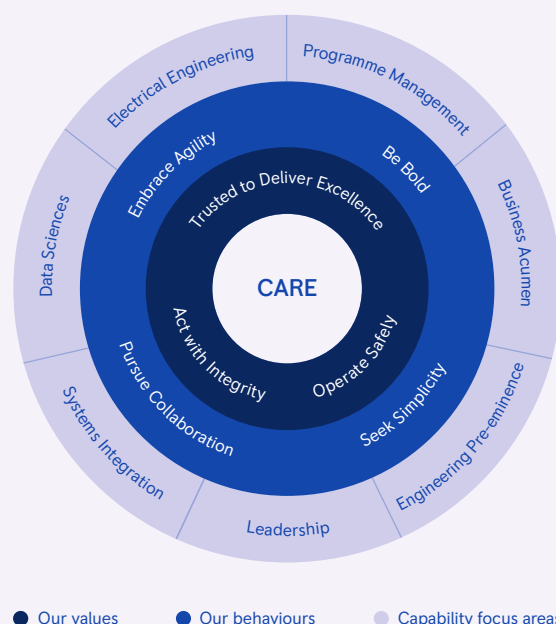 Electrical Engineering
Programme Management
Business Acumen
Engineering Pre-eminence
Leadership
Systems Integration
Data Sciences
Embrace Agility
Be Bold
Seek Simplicity
Pursue Collaboration
Trusted to Deliver Excellence
Operate Safely
Act with Integrity
CARE
Our values
Our behaviours
Capability focus areas